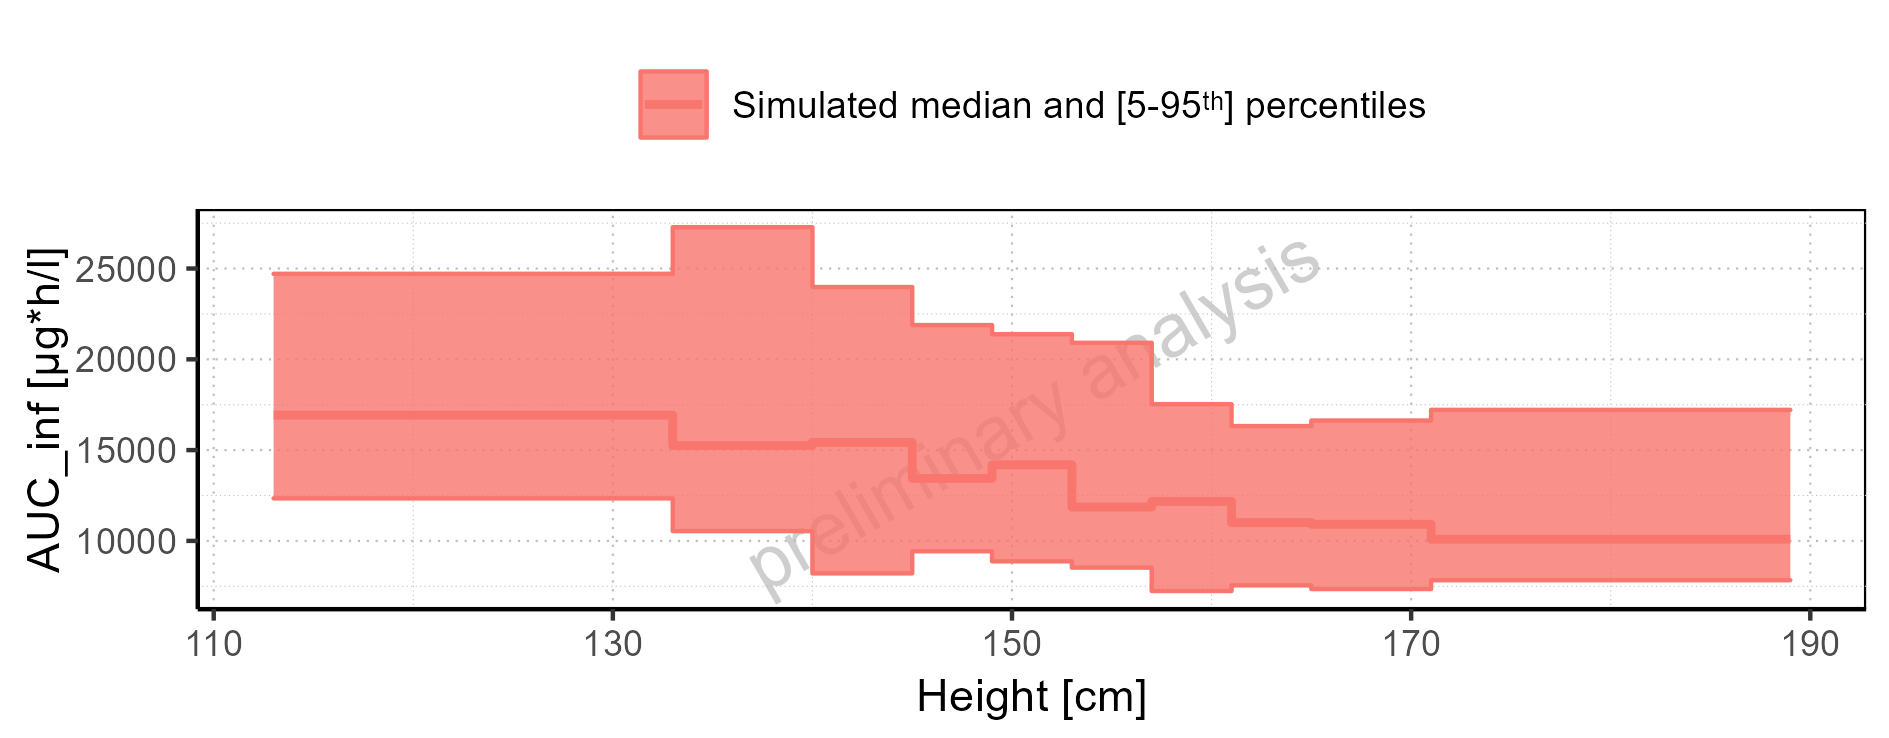 Simulated median and [5-95ᵗʰ] percentiles
AUC_inf [µg*h/l]
25000
20000
15000
10000
preliminary analysis
110 130 150 170 190
Height [cm]